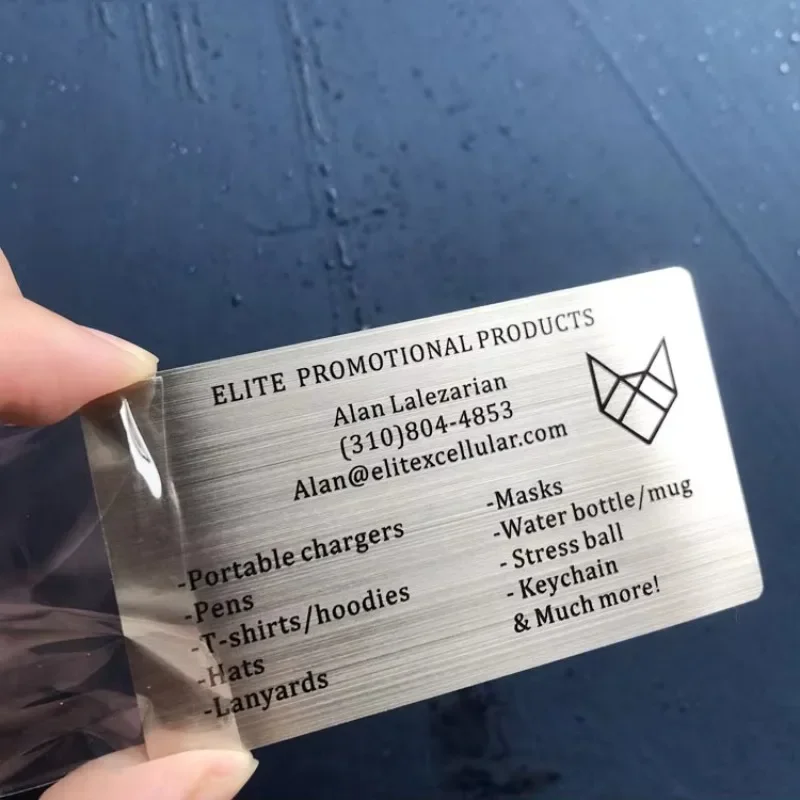 ELITE PROMOTIONAL PRODUCTS
Alan Lalezarian
(310)804-4853
Alan@elitexcellular.com
-Portable chargers
-Pens
-T-shirts/hoodies
-Hats
-Lanyards
-Masks
-Water bottle/mug
- Stress ball
- Keychain
& Much more!